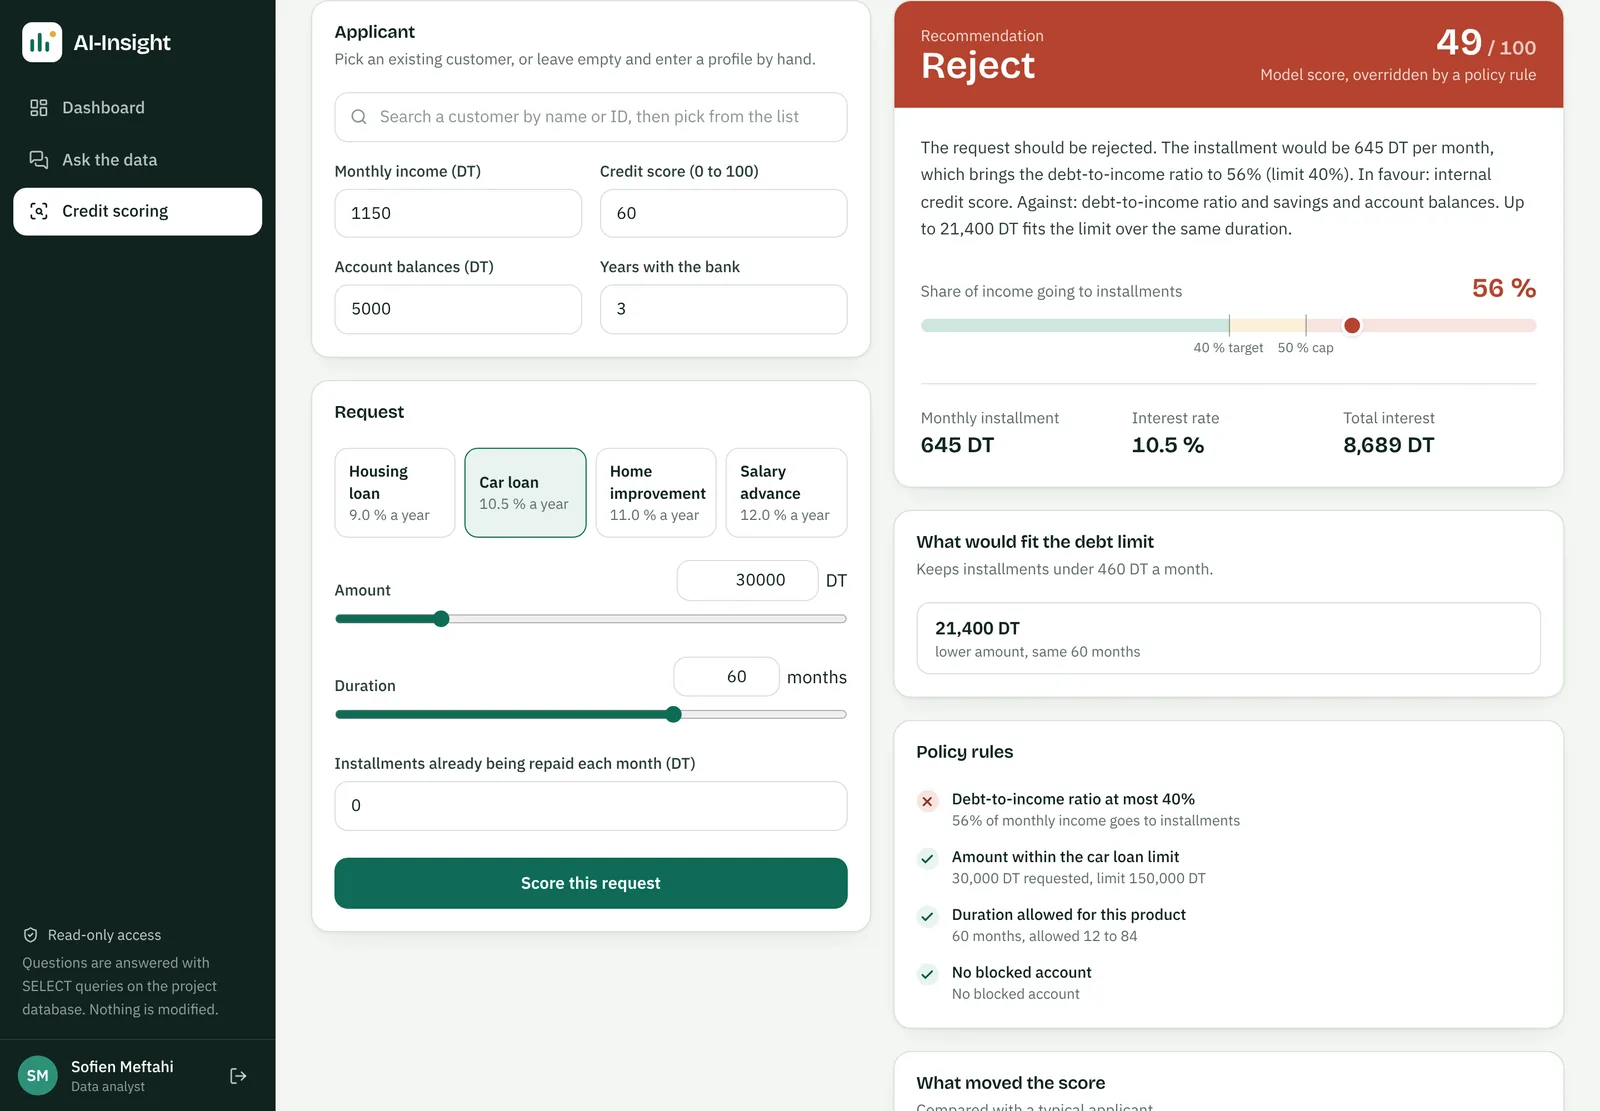 AI-Insight
Dashboard
Ask the data
Credit scoring
Read-only access
Questions are answered with
SELECT queries on the project
database. Nothing is modified.
SM
Sofien Meftahi
Data analyst
Applicant
Pick an existing customer, or leave empty and enter a profile by hand.
Search a customer by name or ID, then pick from the list
Monthly income (DT)
Credit score (0 to 100)
1150
60
Account balances (DT)
Years with the bank
5000
3
Request
Housing
loan
9.0 % a year
Car loan
10.5 % a year
Home
improvement
11.0 % a year
Salary
advance
12.0 % a year
Amount
30000 DT
Duration
60 months
Installments already being repaid each month (DT)
0
Score this request
Recommendation
Reject
49 / 100
Model score, overridden by a policy rule
The request should be rejected. The installment would be 645 DT per month,
which brings the debt-to-income ratio to 56% (limit 40%). In favour: internal
credit score. Against: debt-to-income ratio and savings and account balances. Up
to 21,400 DT fits the limit over the same duration.
Share of income going to installments
56 %
40 % target
50 % cap
Monthly installment
645 DT
Interest rate
10.5 %
Total interest
8,689 DT
What would fit the debt limit
Keeps installments under 460 DT a month.
21,400 DT
lower amount, same 60 months
Policy rules
Debt-to-income ratio at most 40%
56% of monthly income goes to installments
Amount within the car loan limit
30,000 DT requested, limit 150,000 DT
Duration allowed for this product
60 months, allowed 12 to 84
No blocked account
No blocked account
What moved the score
Compared with a typical applicant